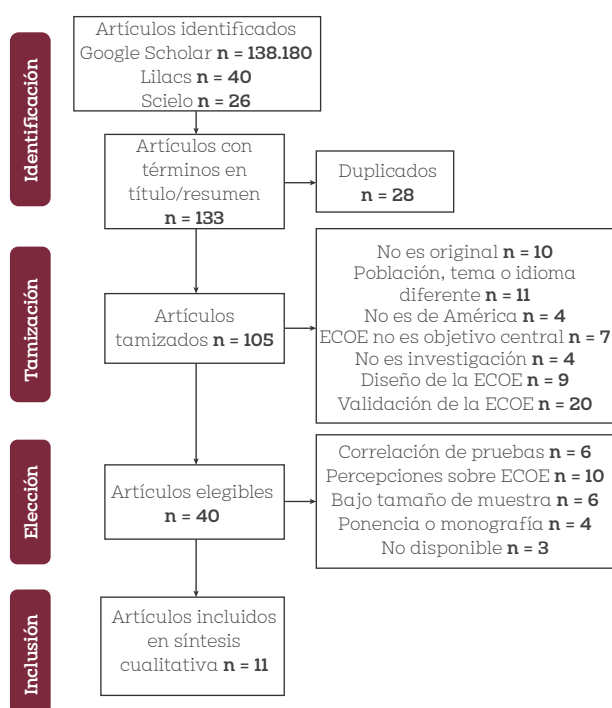 Identificación
Artículos identificados
Google Scholar n = 138.180
Lilacs n = 40
Scielo n = 26
Artículos con
términos en
título/resumen
n = 133
Duplicados
n = 28
Tamización
Artículos
tamizados n = 105
No es original n = 10
Población, tema o idioma
diferente n = 11
No es de América n = 4
ECOE no es objetivo central n = 7
No es investigación n = 4
Diseño de la ECOE n = 9
Validación de la ECOE n = 20
Elección
Artículos elegibles
n = 40
Correlación de pruebas n = 6
Percepciones sobre ECOE n = 10
Bajo tamaño de muestra n = 6
Ponencia o monografía n = 4
No disponible n = 3
Inclusión
Artículos incluidos
en síntesis
cualitativa n = 11